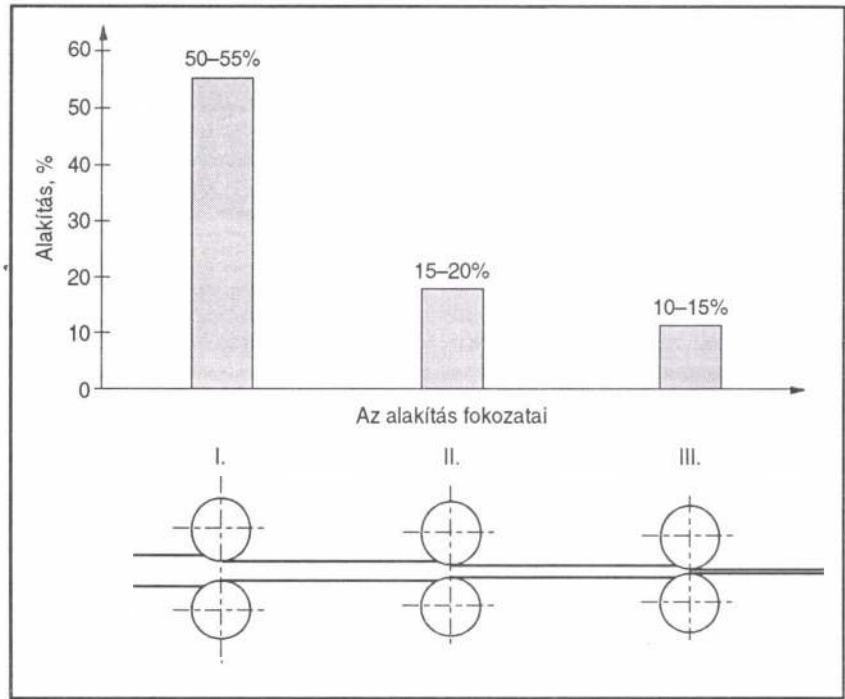 Alakítás, %
60
50
40
30
20
10
0
50–55%
15–20%
10–15%
Az alakítás fokozatai
I.
II.
III.